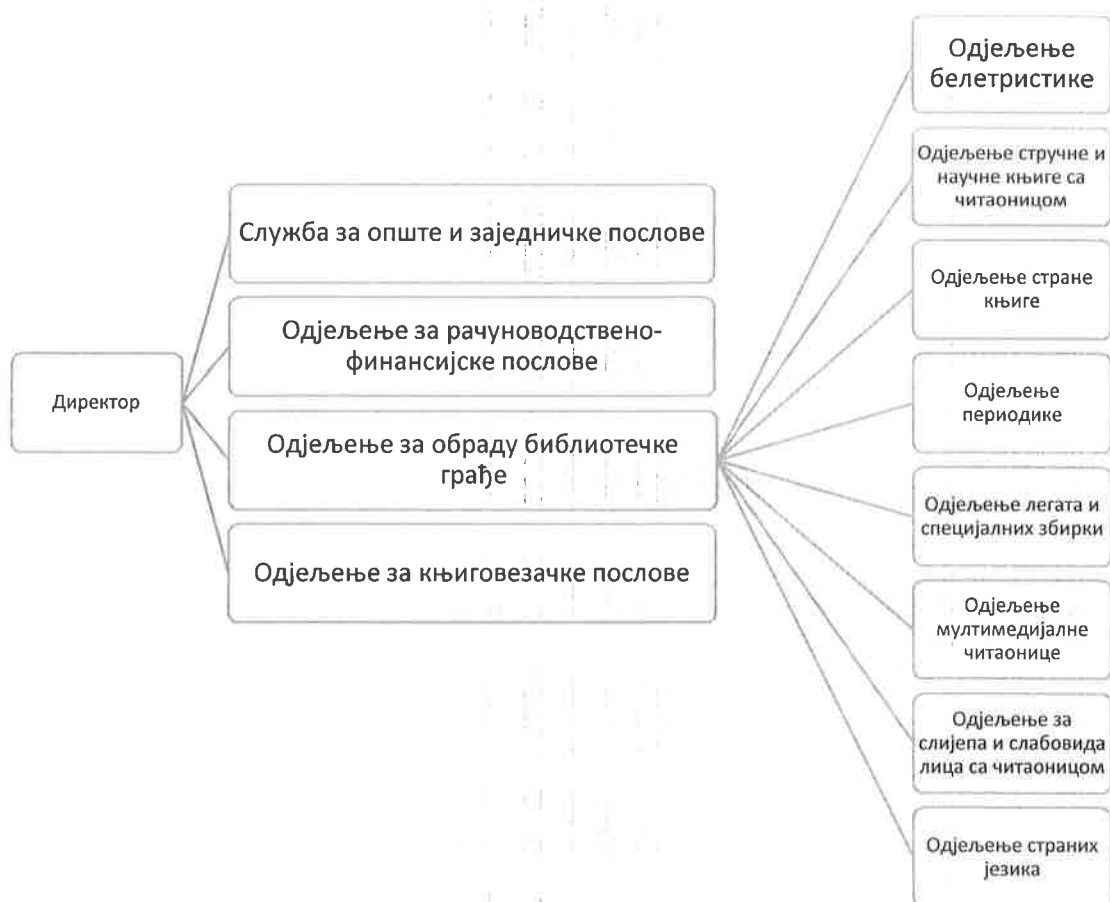 Директор
Служба за опште и заједничке послове
Одјељење за рачуноводствено-
финансијске послове
Одјељење за обраду библиотечке
грађе
Одјељење за књиговезачке послове
Одјељење
белетристике
Одјељење стручне и
научне књиге са
читаоницом
Одјељење стране
књиге
Одјељење
периодике
Одјељење легата и
специјалних збирки
Одјељење
мултимедијалне
читаонице
Одјељење за
слијепа и слабовида
лица са читаоницом
Одјељење страних
језика